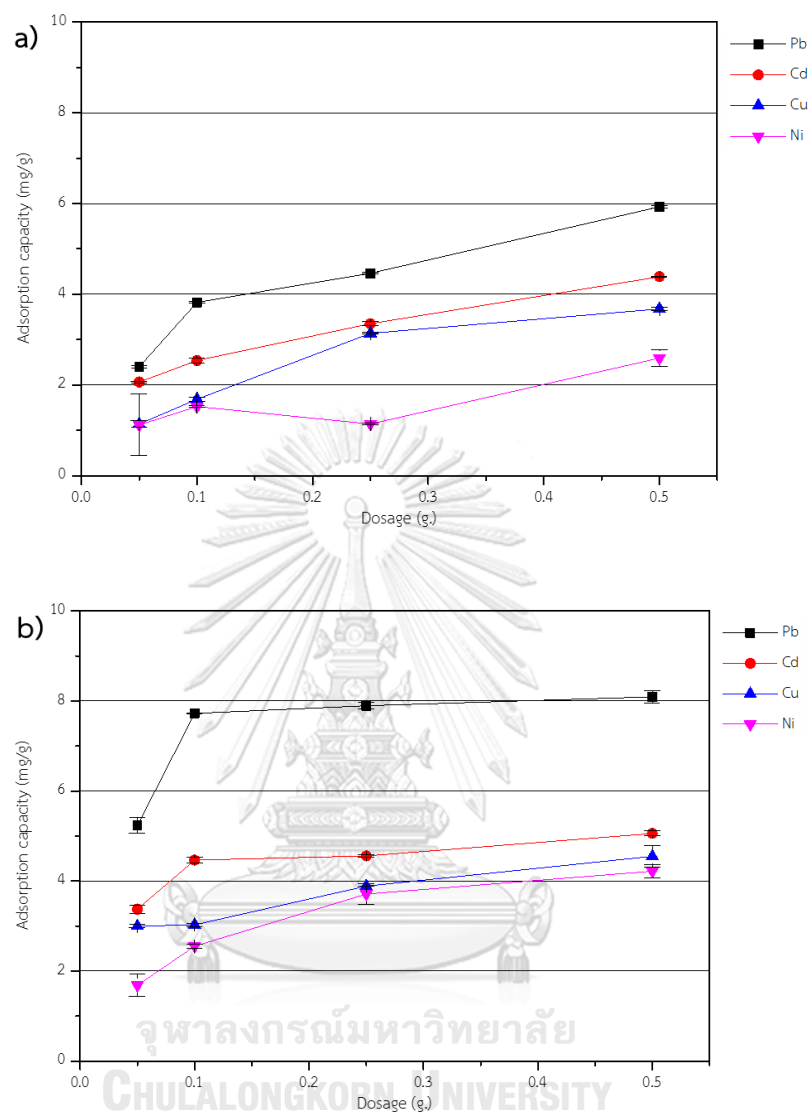 a)
Adsorption capacity (mg/g)
10
8
6
4
2
0
0.0 0.1 0.2 0.3 0.4 0.5
Dosage (g.)
Pb
Cd
Cu
Ni
b)
Adsorption capacity (mg/g)
10
8
6
4
2
0
0.0 0.1 0.2 0.3 0.4 0.5
Dosage (g.)
Pb
Cd
Cu
Ni
จุฬาลงกรณ์มหาวิทยาลัย
CHULALONGKORN UNIVERSITY